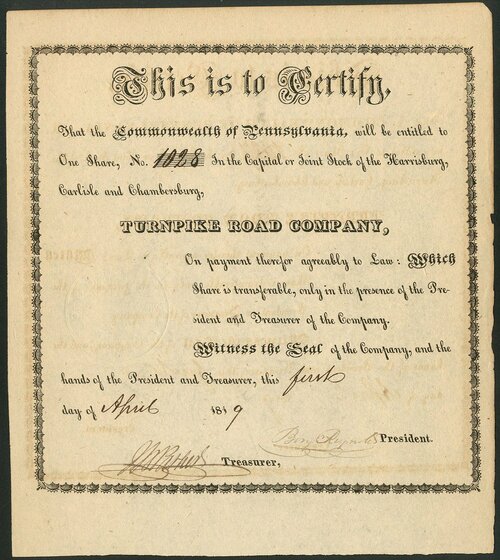 This is to Certify,
That the Commonwealth of Pennsylvania, will be entitled to
One Share, No. 1028 In the Capital or Joint Stock of the Harrisburg,
Carlisle and Chambersburg,
TURNPIKE ROAD COMPANY,
On payment therefor agreeably to Law: Which
Share is transferable, only in the presence of the Pre-
sident and Treasurer of the Company.
Witness the Seal of the Company, and the
hands of the President and Treasurer, this first
day of April 1819
President.
Treasurer,